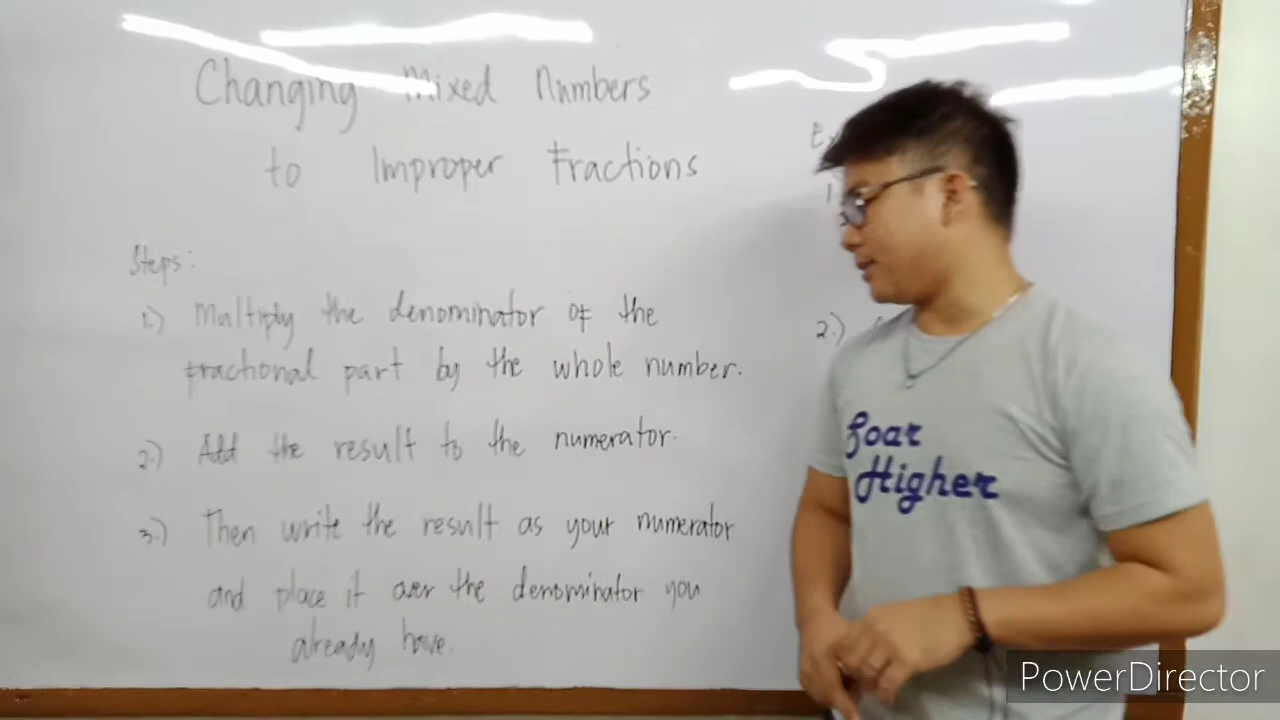 Changing Mixed Numbers
to Improper Fractions
Steps:
1.) Multiply the denominator of the
fractional part by the whole number.
2.) Add the result to the numerator.
3.) Then write the result as your numerator
and place it over the denominator you
already have.
1
2.)
Soar
Higher
PowerDirector